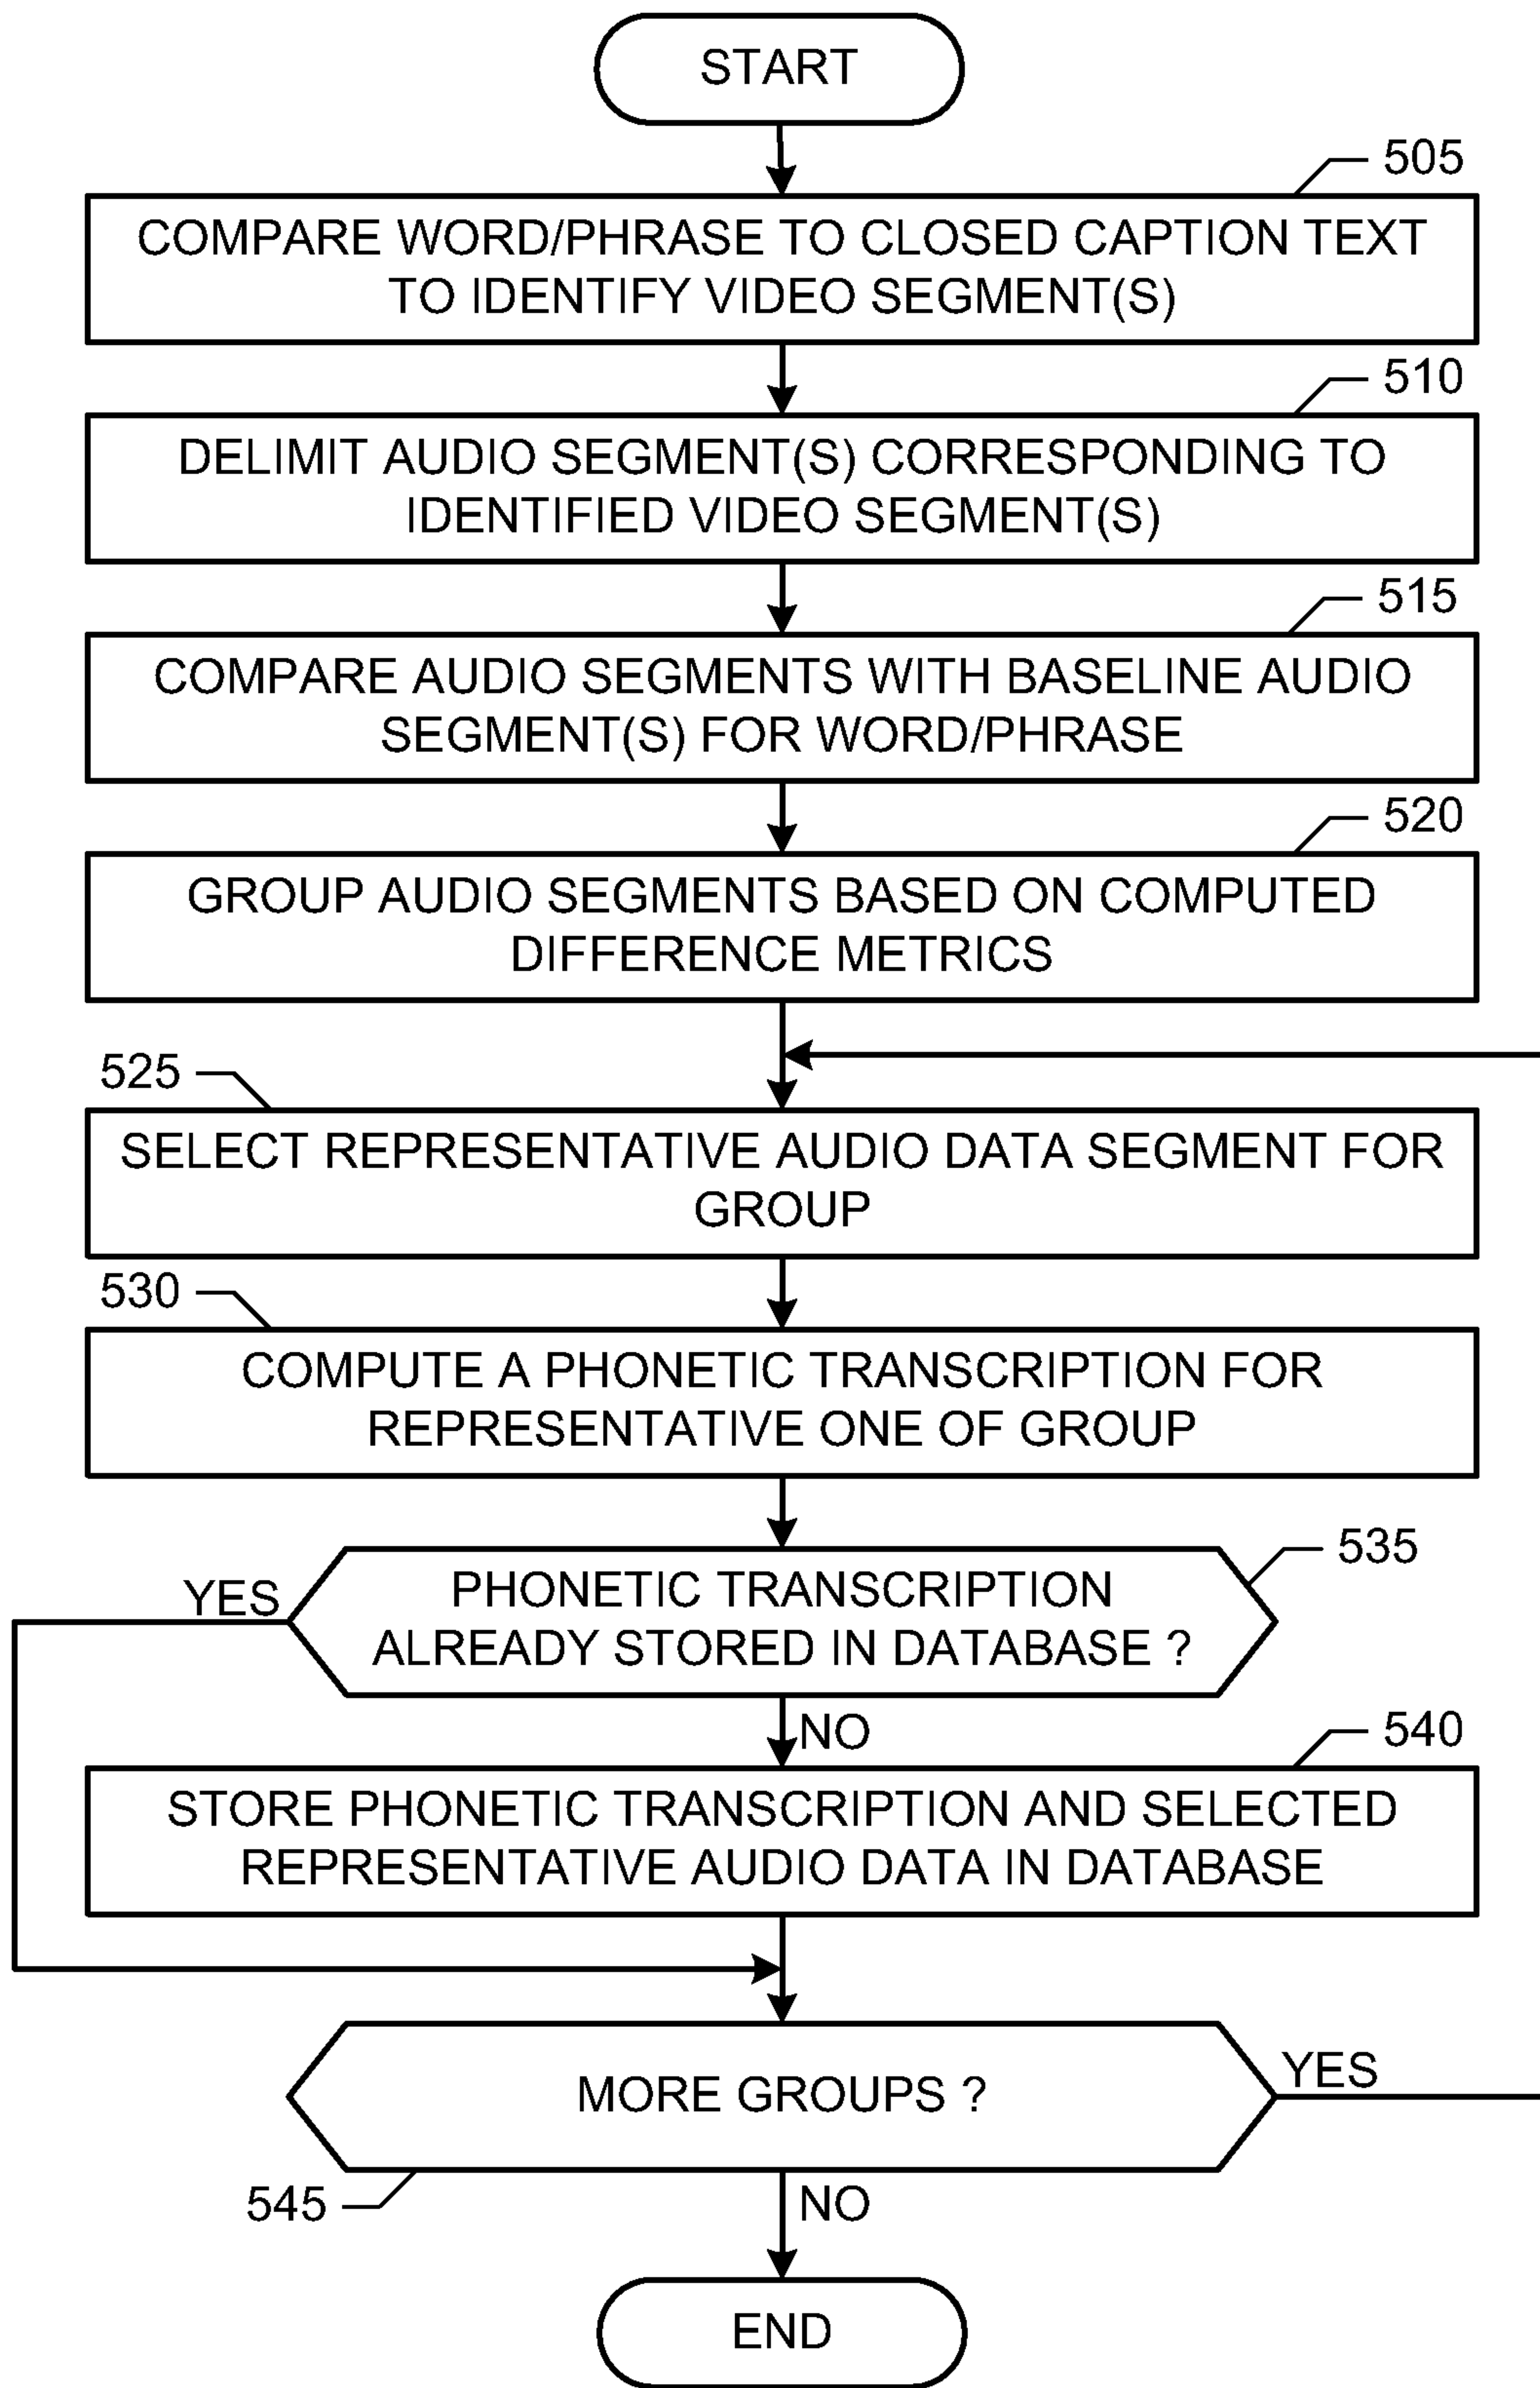 START
505
COMPARE WORD/PHRASE TO CLOSED CAPTION TEXT
TO IDENTIFY VIDEO SEGMENT(S)
510
DELIMIT AUDIO SEGMENT(S) CORRESPONDING TO
IDENTIFIED VIDEO SEGMENT(S)
515
COMPARE AUDIO SEGMENTS WITH BASELINE AUDIO
SEGMENT(S) FOR WORD/PHRASE
520
GROUP AUDIO SEGMENTS BASED ON COMPUTED
DIFFERENCE METRICS
525
SELECT REPRESENTATIVE AUDIO DATA SEGMENT FOR
GROUP
530
COMPUTE A PHONETIC TRANSCRIPTION FOR
REPRESENTATIVE ONE OF GROUP
535
YES
PHONETIC TRANSCRIPTION
ALREADY STORED IN DATABASE ?
NO
540
STORE PHONETIC TRANSCRIPTION AND SELECTED
REPRESENTATIVE AUDIO DATA IN DATABASE
MORE GROUPS ?
YES
545
NO
END